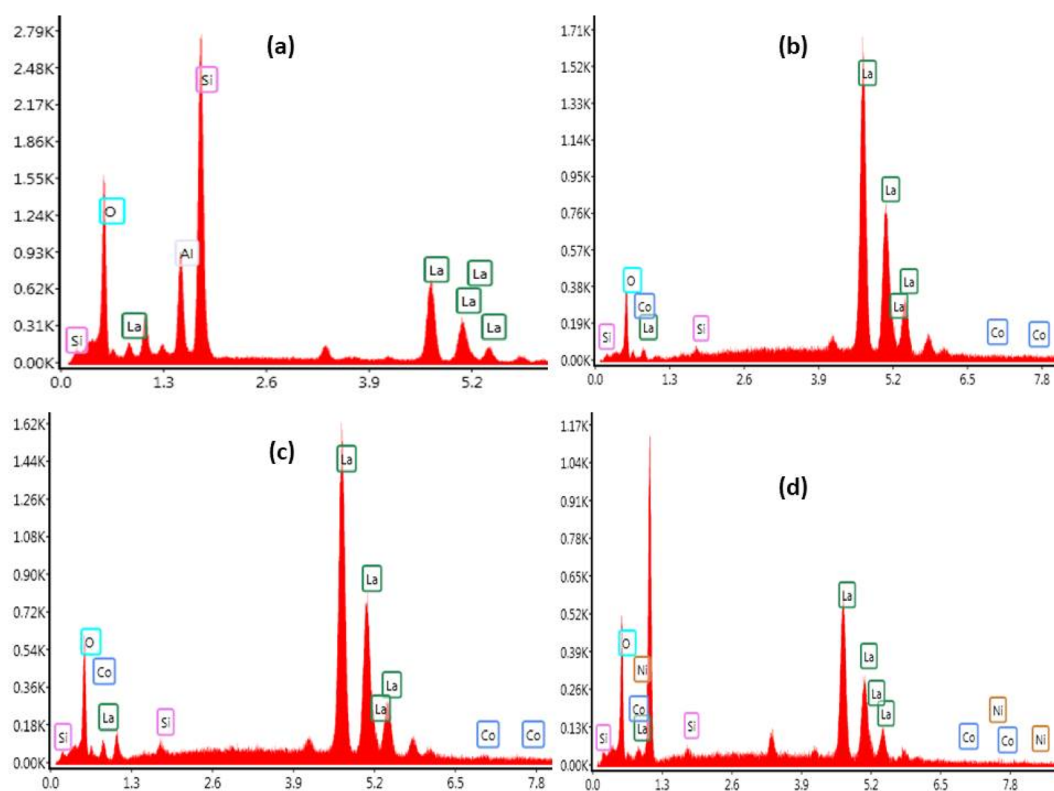 (a)
2.79K
2.48K
2.17K
1.86K
1.55K
1.24K
0.93K
0.62K
0.31K
0.00K
Si
O
La
Al
Si
La
La
La
La
0.0 1.3 2.6 3.9 5.2
(b)
1.71K
1.52K
1.33K
1.14K
0.95K
0.76K
0.57K
0.38K
0.19K
0.00K
Si
O
Co
La
Si
La
La
La
La
Co
Co
0.0 1.3 2.6 3.9 5.2 6.5 7.8
(c)
1.62K
1.44K
1.26K
1.08K
0.90K
0.72K
0.54K
0.36K
0.18K
0.00K
Si
O
Co
La
Si
La
La
La
La
Co
Co
0.0 1.3 2.6 3.9 5.2 6.5 7.8
(d)
1.17K
1.04K
0.91K
0.78K
0.65K
0.52K
0.39K
0.26K
0.13K
0.00K
Si
O
Ni
Co
La
Si
La
La
La
La
Co
Ni
Co
Ni
0.0 1.3 2.6 3.9 5.2 6.5 7.8